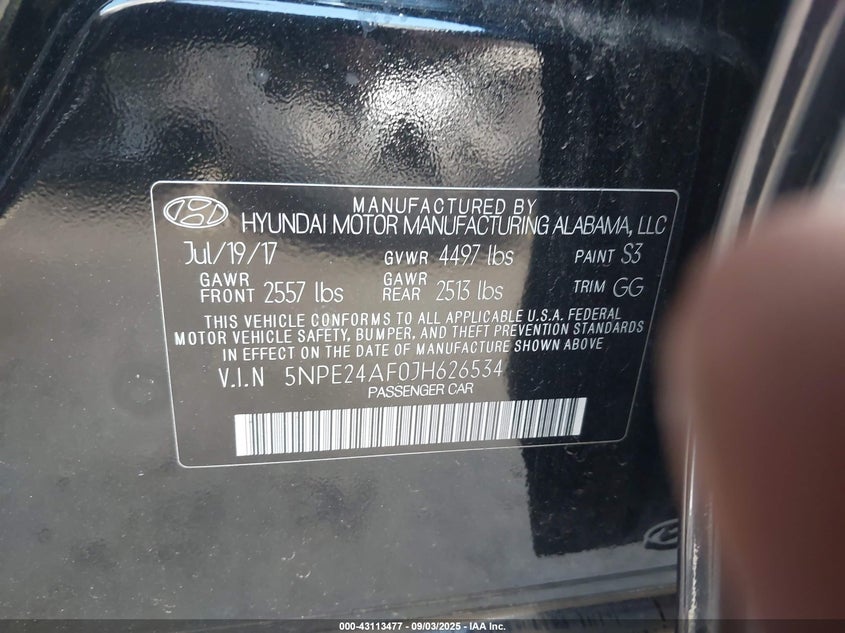 MANUFACTURED BY
HYUNDAI MOTOR MANUFACTURING ALABAMA, LLC
Jul/19/17 GVWR 4497 lbs PAINT S3
GAWR FRONT 2557 lbs GAWR REAR 2513 lbs TRIM GG
THIS VEHICLE CONFORMS TO ALL APPLICABLE U.S.A. FEDERAL
MOTOR VEHICLE SAFETY, BUMPER, AND THEFT PREVENTION STANDARDS
IN EFFECT ON THE DATE OF MANUFACTURE SHOWN ABOVE
V.I.N 5NPE24AF0JH626534
PASSENGER CAR
000-43113477 - 09/03/2025 - IAA Inc.